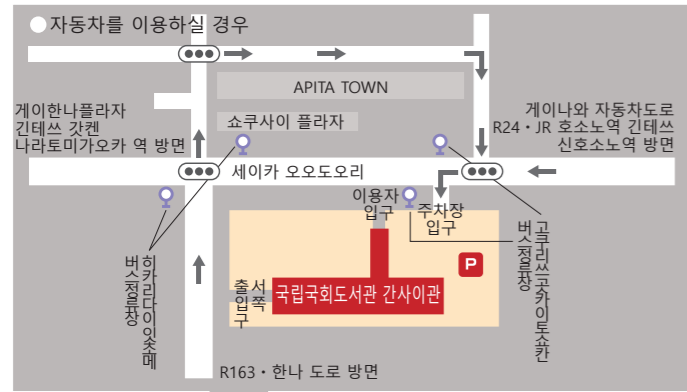 자동차를 이용하실 경우
APITA TOWN
쇼쿠사이 플라자
게이한나플라자
긴테쓰 갓켄
나라토미가오카 역 방면
게이나와 자동차도로
R24・JR 호소노역 긴테쓰
신호소노역 방면
세이카 오오도오리
이용자
입구
주차장
입구
고쿠리쓰곳카이토쇼칸
버스정류장
히카리다이잇초메
버스정류장
P
서쪽
출입구
국립국회도서관 간사이관
R163・한나 도로 방면